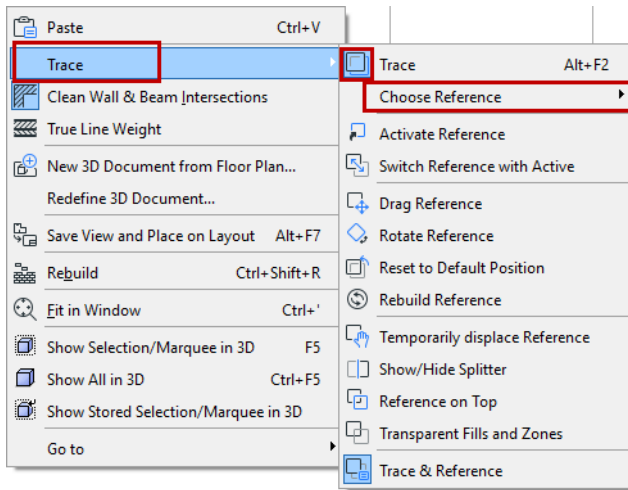 Paste Ctrl+V
Trace
Clean Wall & Beam Intersections
True Line Weight
New 3D Document from Floor Plan...
Redefine 3D Document...
Save View and Place on Layout Alt+F7
Rebuild Ctrl+Shift+R
Fit in Window Ctrl+'
Show Selection/Marquee in 3D F5
Show All in 3D Ctrl+F5
Show Stored Selection/Marquee in 3D
Go to
Trace Alt+F2
Choose Reference
Activate Reference
Switch Reference with Active
Drag Reference
Rotate Reference
Reset to Default Position
Rebuild Reference
Temporarily displace Reference
Show/Hide Splitter
Reference on Top
Transparent Fills and Zones
Trace & Reference